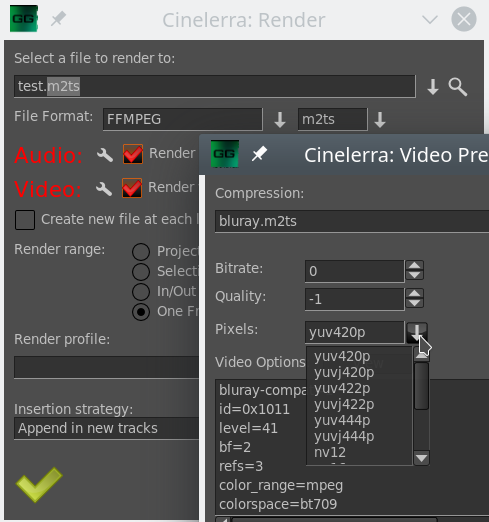 GG
Cinelerra: Render
Select a file to render to:
test.m2ts
File Format:
FFMPEG
m2ts
Audio:
Render
Video:
Render
Create new file at each
Render range:
Project
Selecti
In/Out
One Fr
Render profile:
Insertion strategy:
Append in new tracks
GG
Cinelerra: Video Pre
Compression:
bluray.m2ts
Bitrate:
0
Quality:
-1
Pixels:
yuv420p
yuv420p
yuvj420p
yuv422p
yuvj422p
yuv444p
yuvj444p
nv12
Video Options
bluray-compa
id=0x1011
level=41
bf=2
refs=3
color_range=mpeg
colorspace=bt709